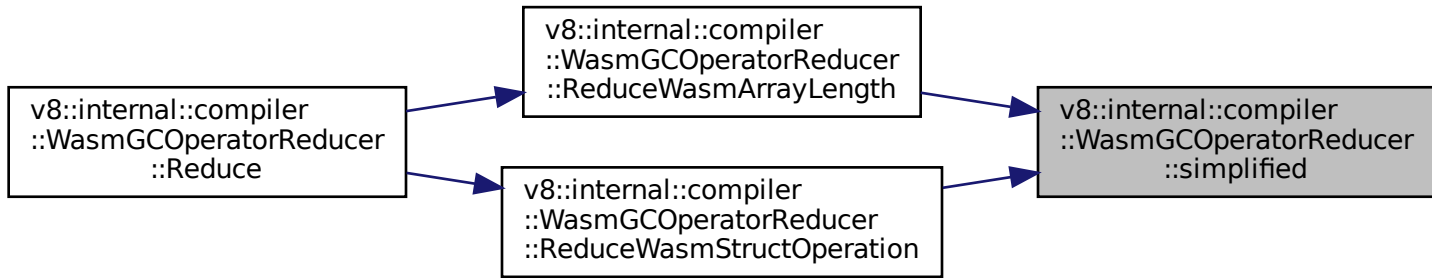 v8::internal::compiler
::WasmGCOperatorReducer
::Reduce
v8::internal::compiler
::WasmGCOperatorReducer
::ReduceWasmArrayLength
v8::internal::compiler
::WasmGCOperatorReducer
::ReduceWasmStructOperation
v8::internal::compiler
::WasmGCOperatorReducer
::simplified